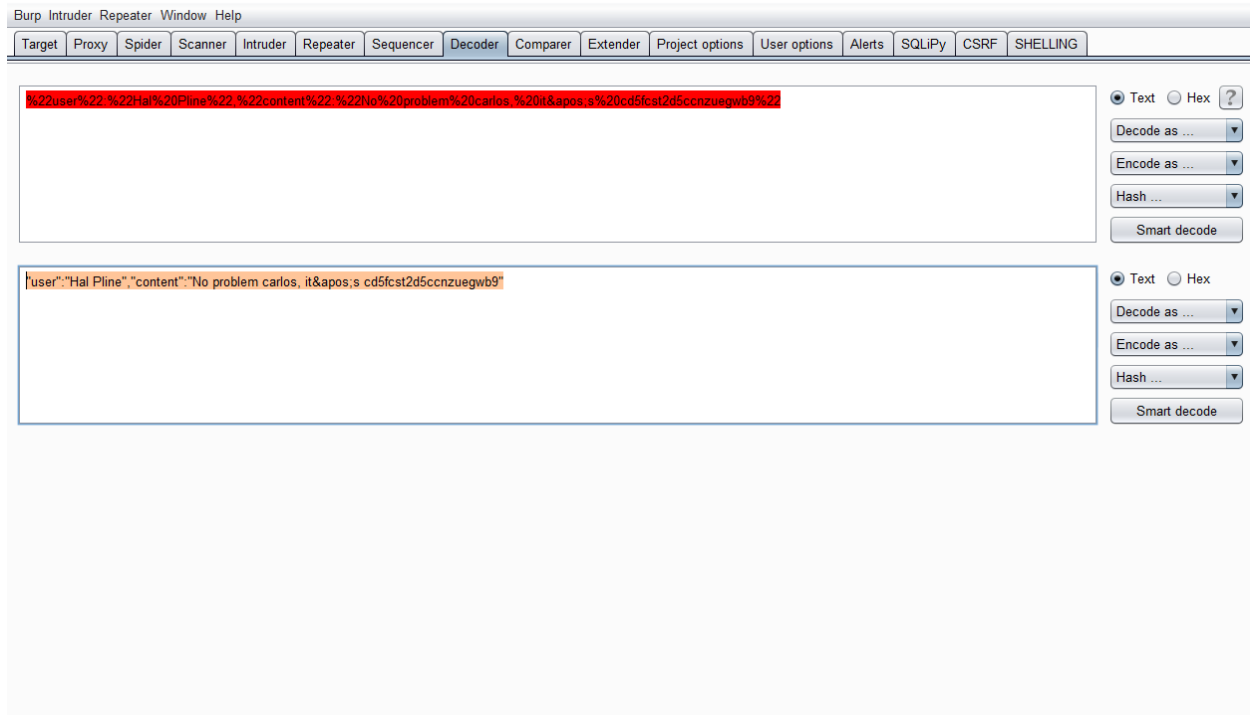 Burp Intruder Repeater Window Help
Target Proxy Spider Scanner Intruder Repeater Sequencer Decoder Comparer Extender Project options User options Alerts SQLiPy CSRF SHELLING
%22user%22:%22Hal%20Pline%22,%22content%22:%22No%20problem%20carlos,%20it&apos;s%20cd5fcst2d5ccnzuegwb9%22
Text Hex ?
Decode as ...
Encode as ...
Hash ...
Smart decode
"user":"Hal Pline","content":"No problem carlos, it&apos;s cd5fcst2d5ccnzuegwb9"
Text Hex
Decode as ...
Encode as ...
Hash ...
Smart decode